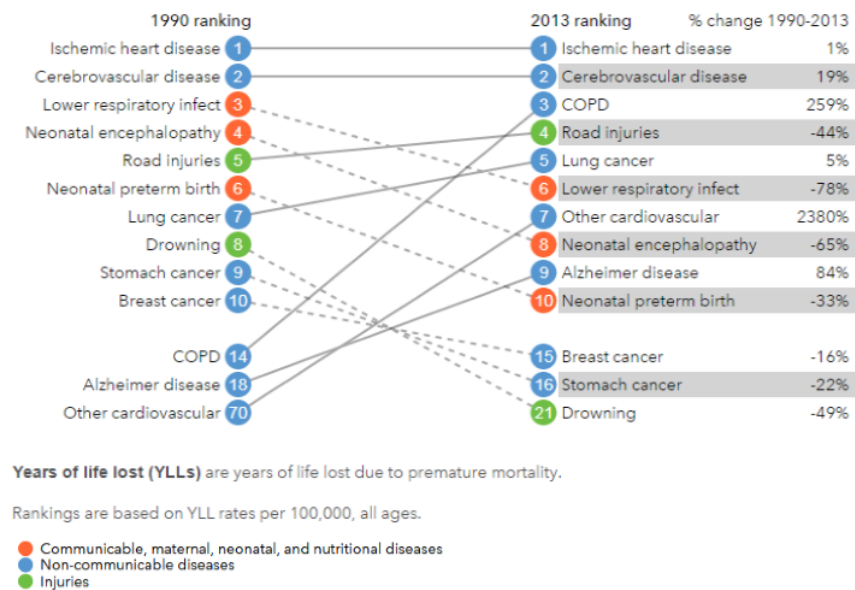 1990 ranking 2013 ranking % change 1990-2013
Ischemic heart disease 1 1 Ischemic heart disease 1%
Cerebrovascular disease 2 2 Cerebrovascular disease 19%
Lower respiratory infect 3 3 COPD 259%
Neonatal encephalopathy 4 4 Road injuries -44%
Road injuries 5 5 Lung cancer 5%
Neonatal preterm birth 6 6 Lower respiratory infect -78%
Lung cancer 7 7 Other cardiovascular 2380%
Drowning 8 8 Neonatal encephalopathy -65%
Stomach cancer 9 9 Alzheimer disease 84%
Breast cancer 10 10 Neonatal preterm birth -33%
COPD 14 15 Breast cancer -16%
Alzheimer disease 18 16 Stomach cancer -22%
Other cardiovascular 70 21 Drowning -49%
Years of life lost (YLLs) are years of life lost due to premature mortality.
Rankings are based on YLL rates per 100,000, all ages.
Communicable, maternal, neonatal, and nutritional diseases
Non-communicable diseases
Injuries